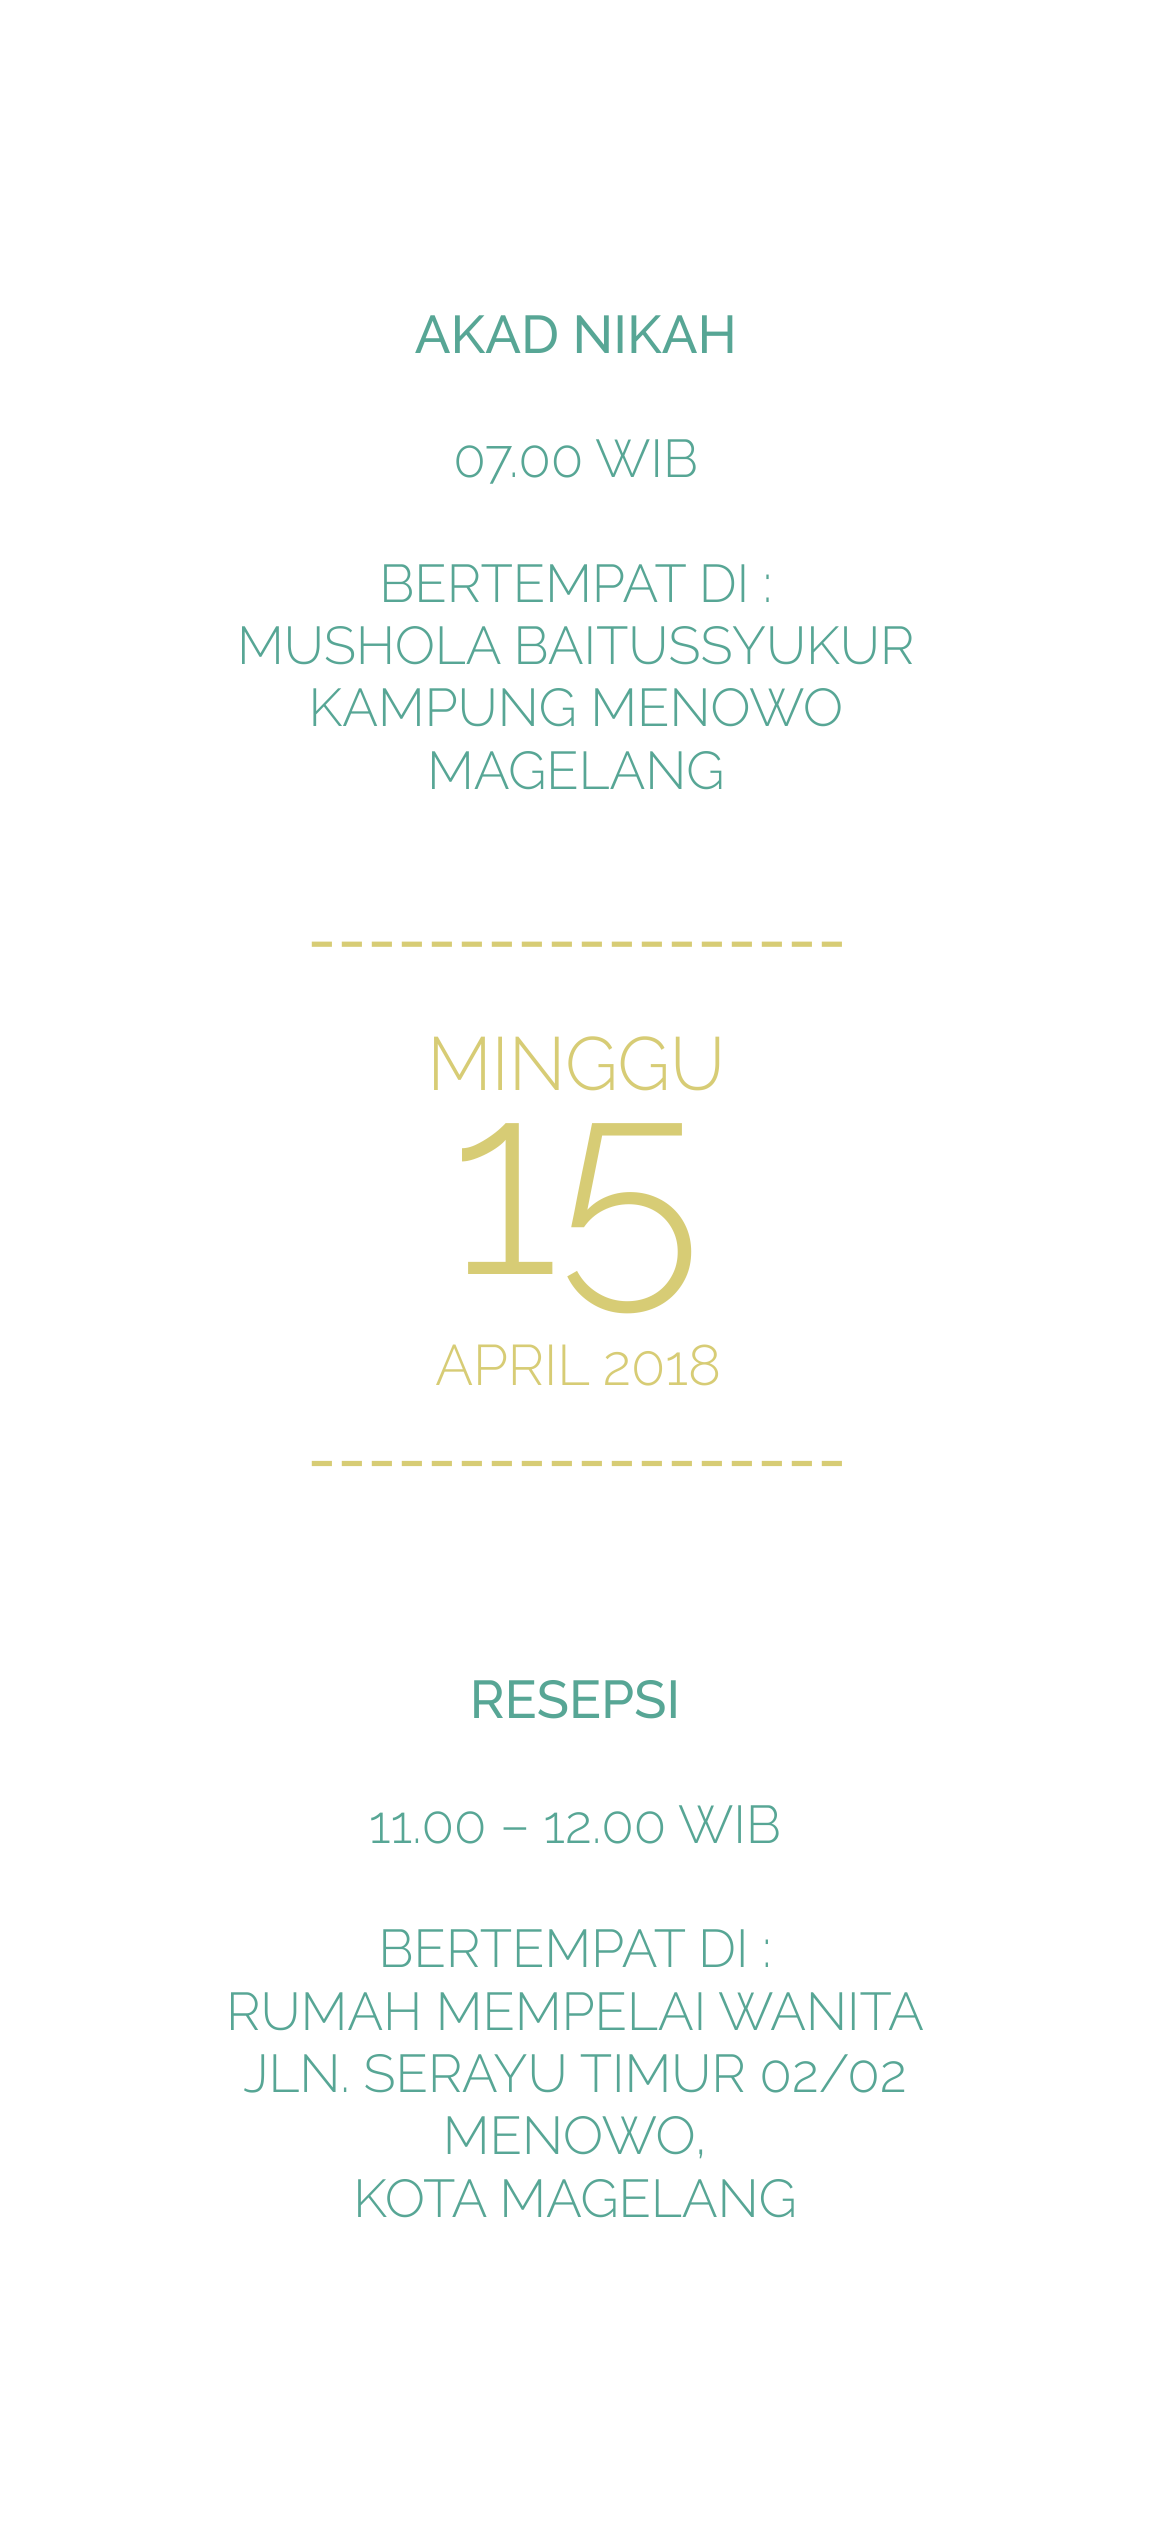 AKAD NIKAH
07.00 WIB
BERTEMPAT DI :
MUSHOLA BAITUSSYUKUR
KAMPUNG MENOWO
MAGELANG
MINGGU
15
APRIL 2018
RESEPSI
11.00 – 12.00 WIB
BERTEMPAT DI :
RUMAH MEMPELAI WANITA
JLN. SERAYU TIMUR 02/02
MENOWO,
KOTA MAGELANG